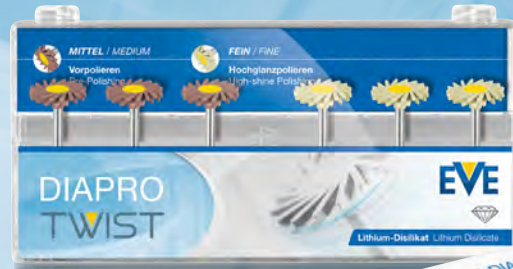 MITTEL / MEDIUM
Vorpolieren
Pre-Polishing
FEIN / FINE
Hochglanzpolieren
High-shine Polishing
DIAPRO
TWIST
EVE
Lithium-Disilikat Lithium Disilicate